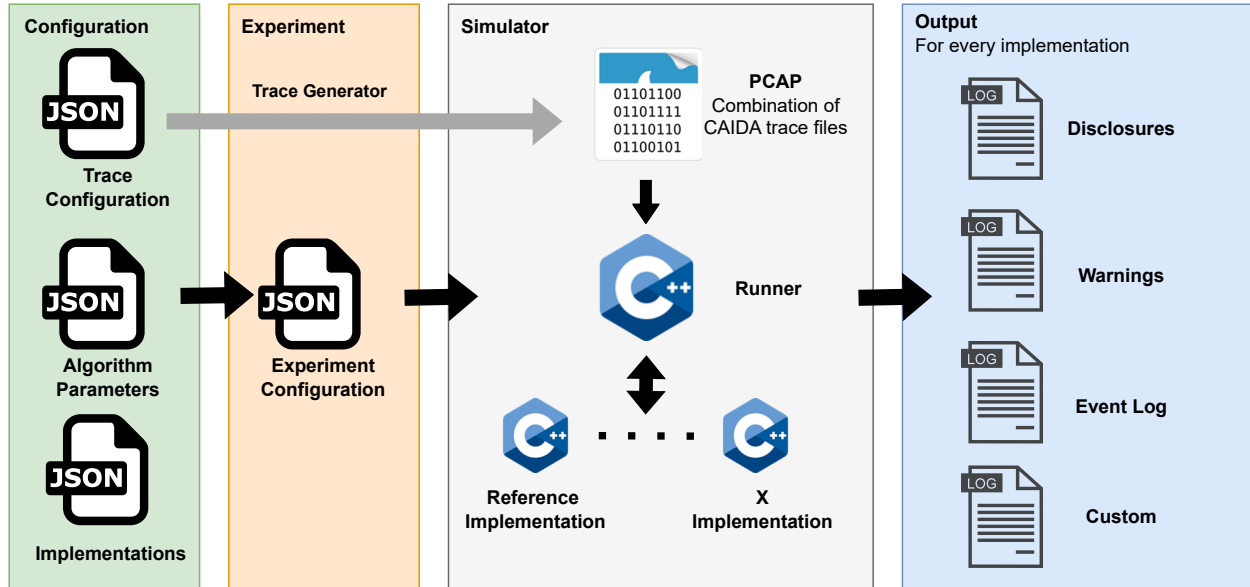 Configuration
JSON
Trace
Configuration
JSON
Algorithm
Parameters
JSON
Implementations
Experiment
Trace Generator
JSON
Experiment
Configuration
Simulator
01101100
01101111
01110110
01100101
PCAP
Combination of
CAIDA trace files
C++
Runner
C++
Reference
Implementation
C++
X
Implementation
Output
For every implementation
LOG
Disclosures
LOG
Warnings
LOG
Event Log
LOG
Custom